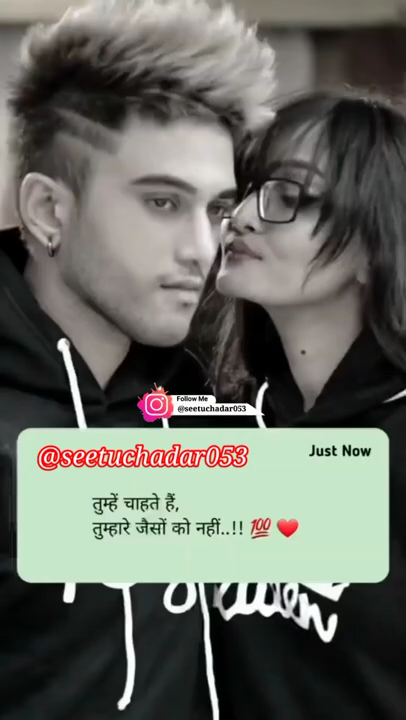 Follow Me
@seetuchadar053
@seetuchadar053
Just Now
तुम्हें चाहते हैं,
तुम्हारे जैसों को नहीं..!! 💯 ❤️